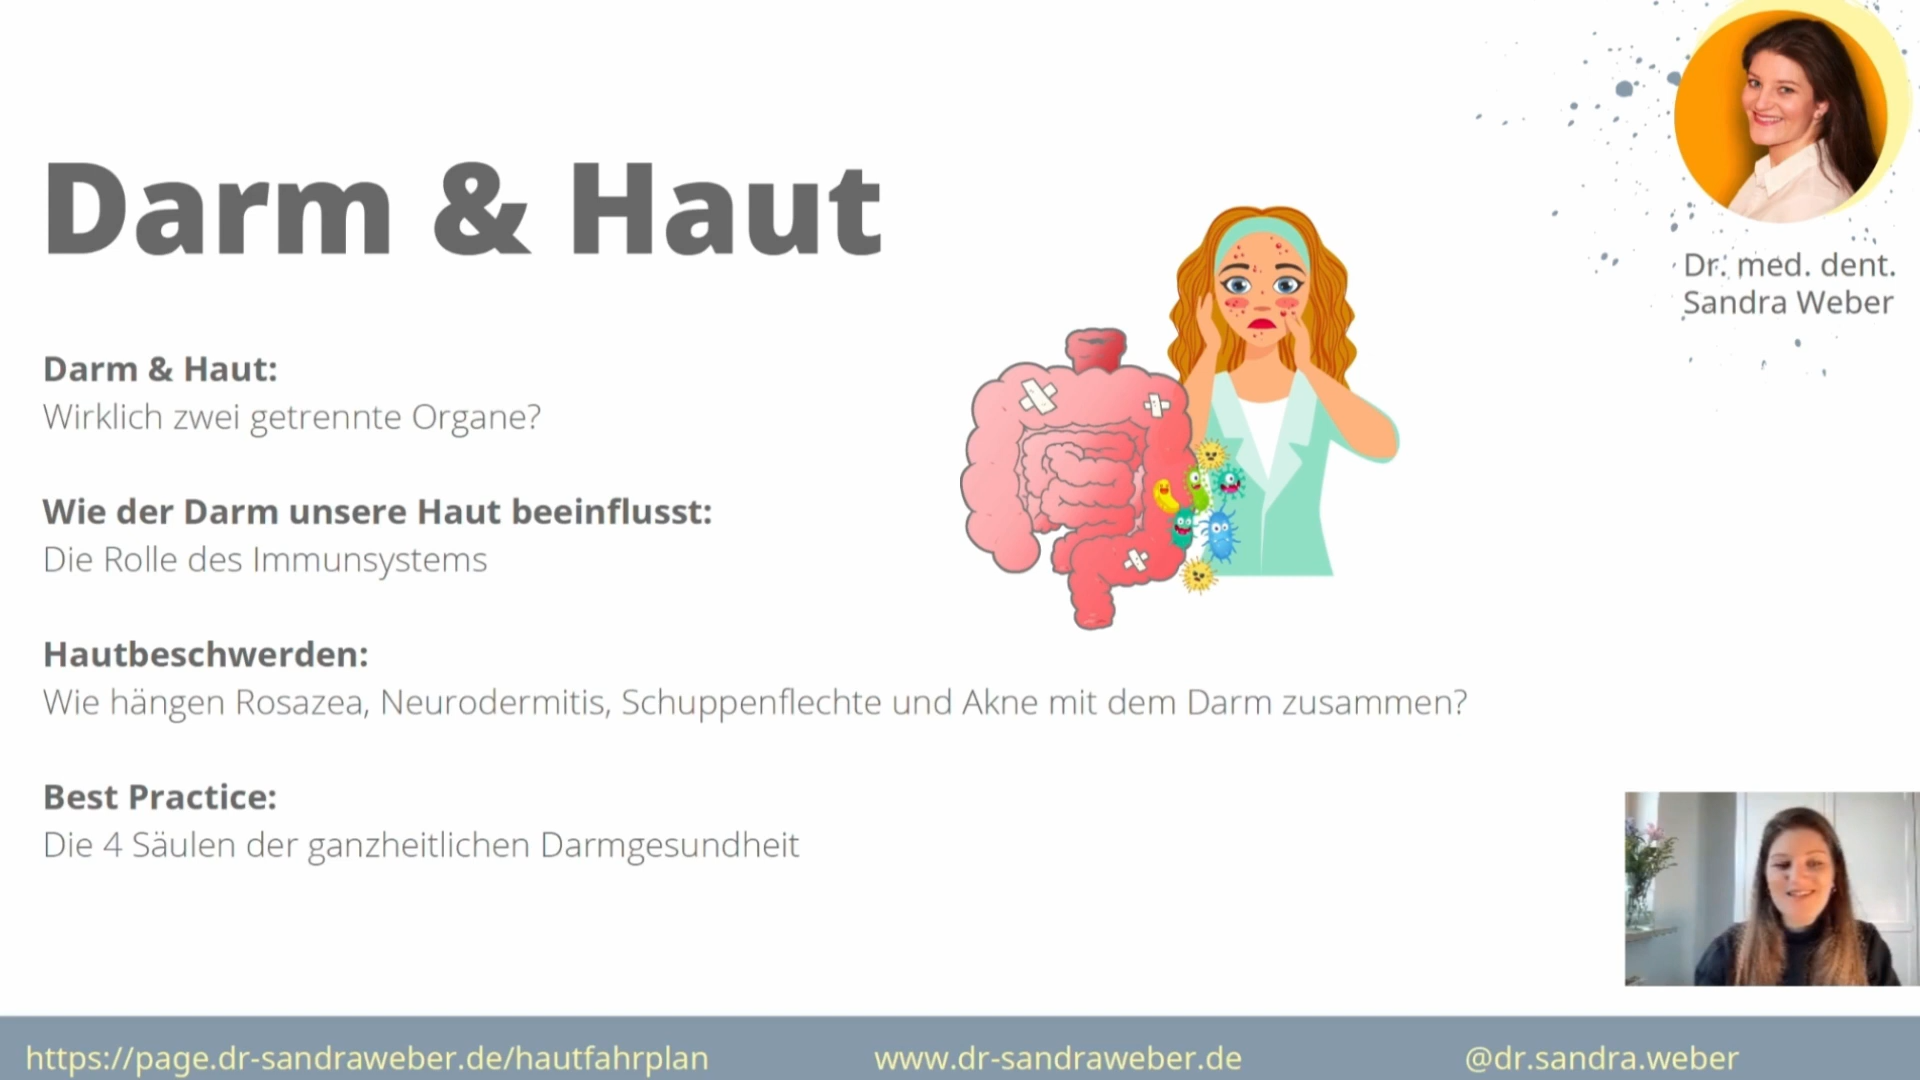 Darm & Haut
Dr. med. dent.
Sandra Weber
Darm & Haut:
Wirklich zwei getrennte Organe?
Wie der Darm unsere Haut beeinflusst:
Die Rolle des Immunsystems
Hautbeschwerden:
Wie hängen Rosazea, Neurodermitis, Schuppenflechte und Akne mit dem Darm zusammen?
Best Practice:
Die 4 Säulen der ganzheitlichen Darmgesundheit
https://page.dr-sandraweber.de/hautfahrplan
www.dr-sandraweber.de
@dr.sandra.weber